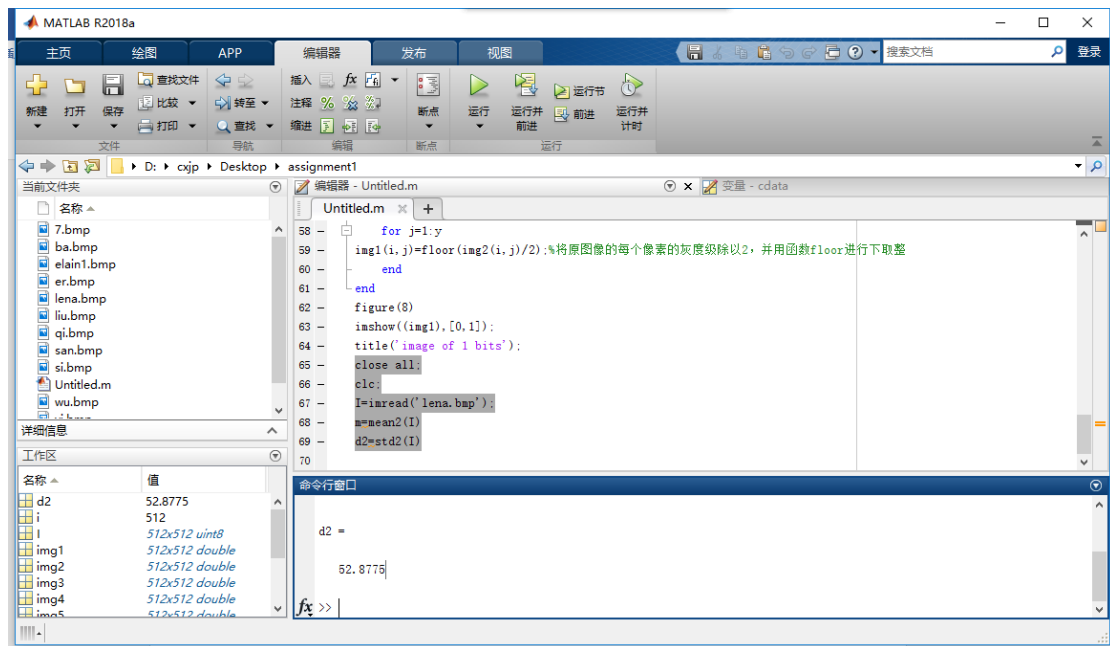 MATLAB R2018a
主页 绘图 APP 编辑器 发布 视图 搜索文档 登录
新建 打开 保存 查找文件 比较 打印 转至 查找 插入 fx 注释 缩进 断点 运行 运行并前进 运行节 前进 运行并计时
文件 导航 编辑 断点 运行
D: cxjp Desktop assignment1
当前文件夹
名称
7.bmp
ba.bmp
elain1.bmp
er.bmp
lena.bmp
liu.bmp
qi.bmp
san.bmp
si.bmp
Untitled.m
wu.bmp
详细信息
工作区
名称 值
d2 52.8775
i 512
I 512x512 uint8
img1 512x512 double
img2 512x512 double
img3 512x512 double
img4 512x512 double
img5 512x512 double
编辑器 - Untitled.m 变量 - cdata
Untitled.m +
58 – for j=1:y
59 – img1(i,j)=floor(img2(i,j)/2);%将原图像的每个像素的灰度级除以2，并用函数floor进行下取整
60 – end
61 – end
62 – figure(8)
63 – imshow((img1),[0,1]);
64 – title('image of 1 bits');
65 – close all;
66 – clc;
67 – I=imread('lena.bmp');
68 – m=mean2(I)
69 – d2=std2(I)
70
命令行窗口
d2 =
52.8775
fx >>